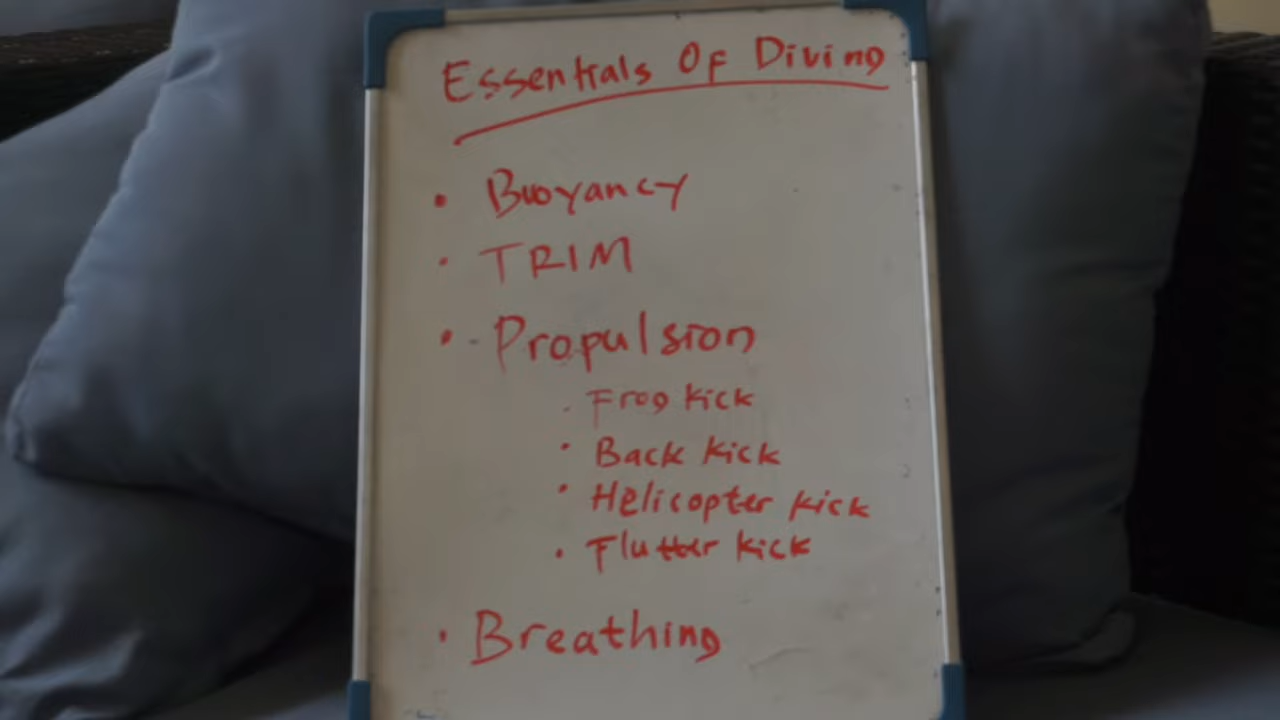 Essentials Of Diving
• Buoyancy
• TRIM
• - Propulsion
• Frog kick
• Back kick
• Helicopter kick
• Flutter kick
• Breathing